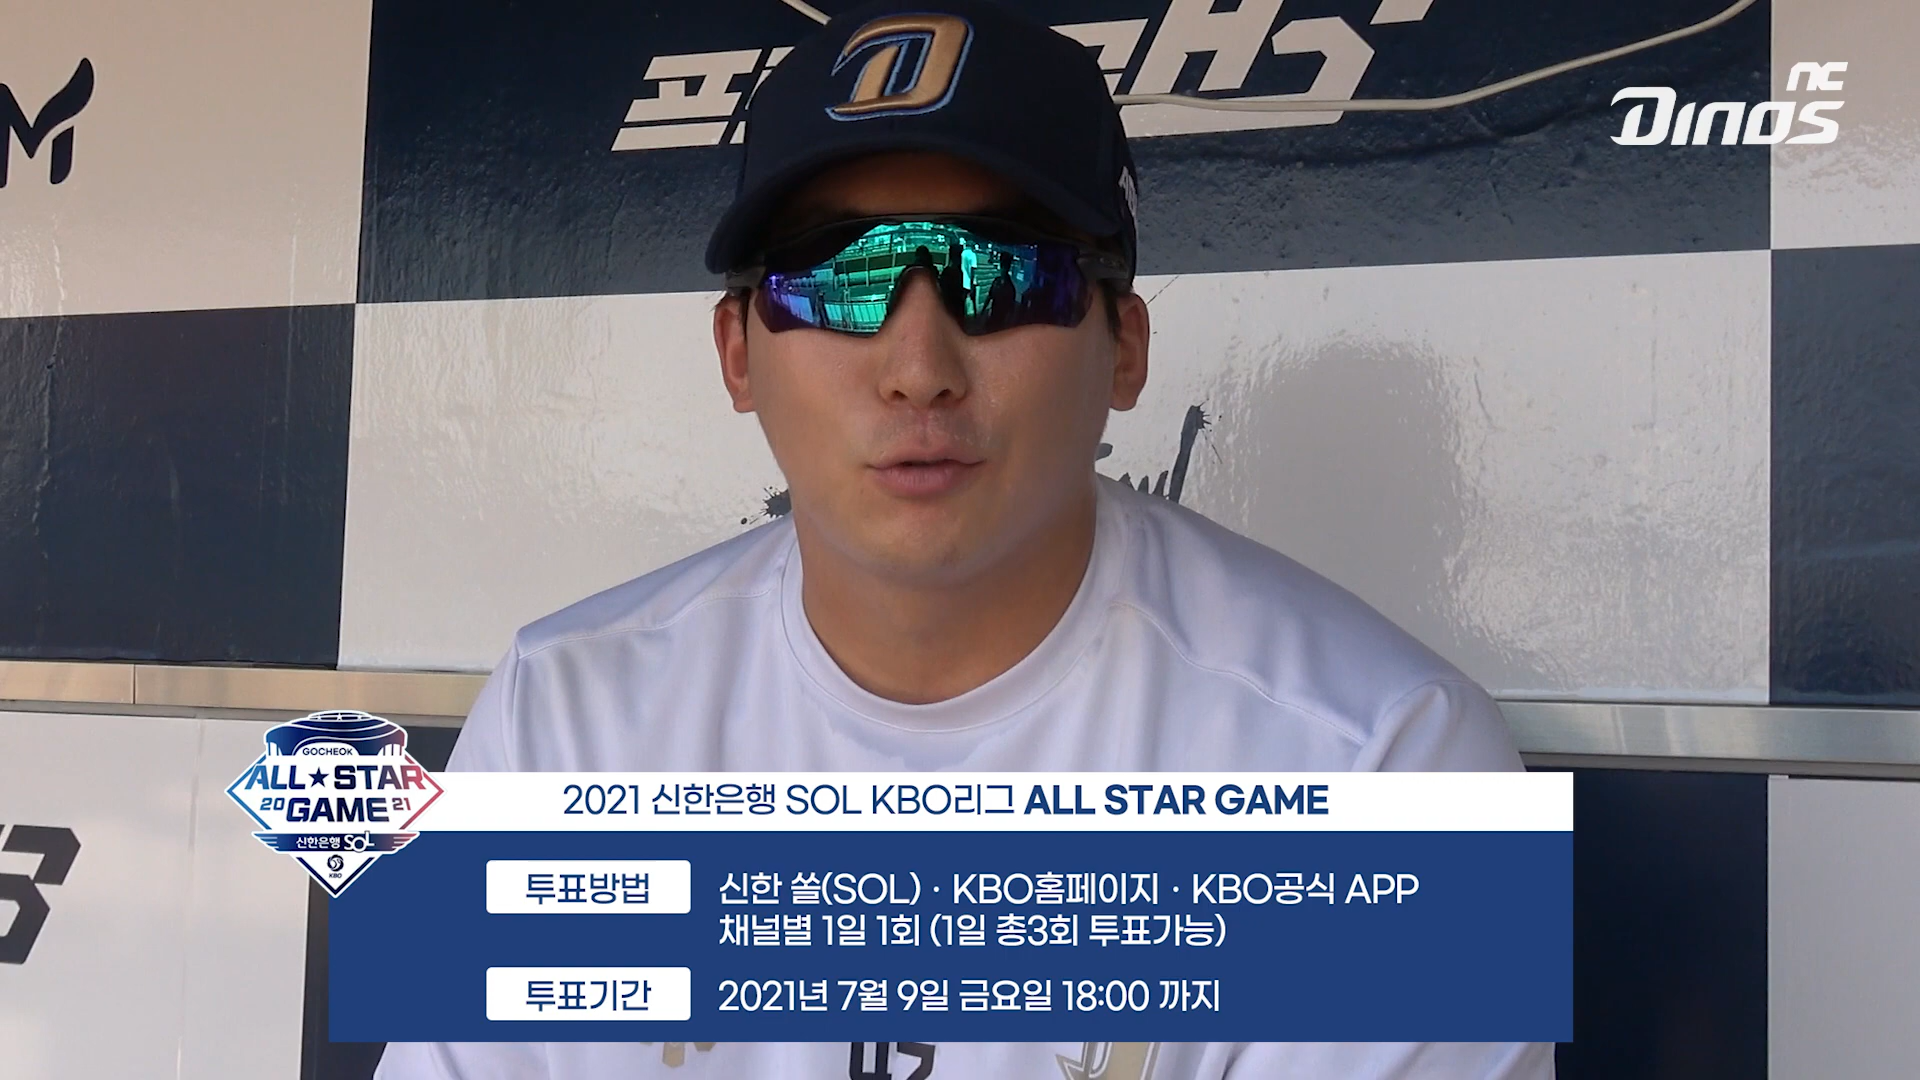 NC
Dinos
GOCHEOK
ALL★STAR
20 GAME 21
신한은행 SOL
KBO
2021 신한은행 SOL KBO리그 ALL STAR GAME
투표방법
신한 쏠(SOL) · KBO홈페이지 · KBO공식 APP
채널별 1일 1회 (1일 총3회 투표가능)
투표기간
2021년 7월 9일 금요일 18:00 까지